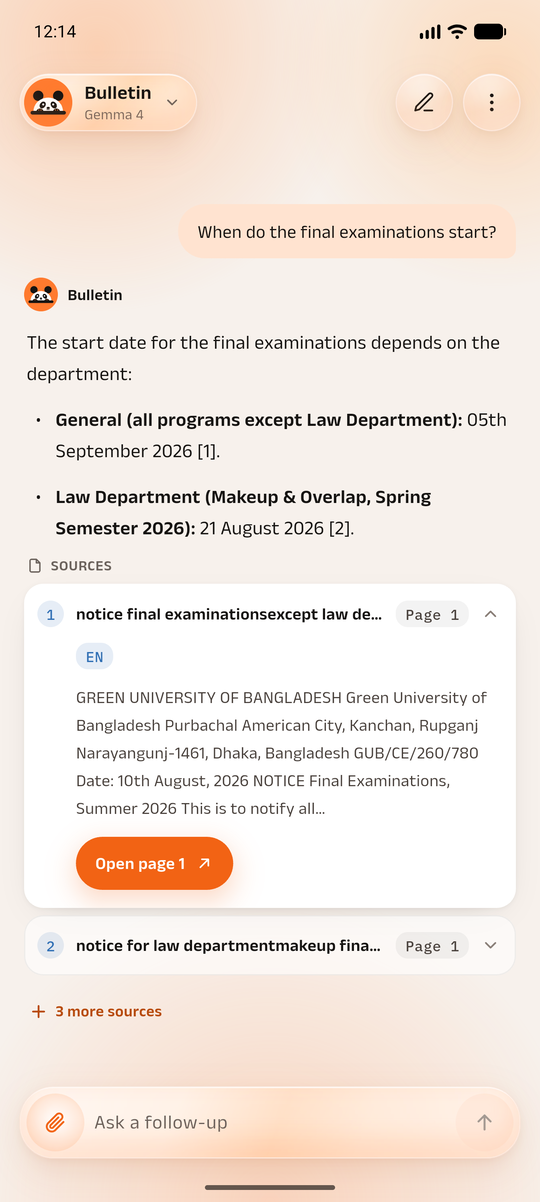 12:14
Bulletin
Gemma 4
When do the final examinations start?
Bulletin
The start date for the final examinations depends on the
department:
• General (all programs except Law Department): 05th
September 2026 [1].
• Law Department (Makeup & Overlap, Spring
Semester 2026): 21 August 2026 [2].
SOURCES
1 notice final examinationsexcept law de... Page 1
EN
GREEN UNIVERSITY OF BANGLADESH Green University of
Bangladesh Purbachal American City, Kanchan, Rupganj
Narayangunj-1461, Dhaka, Bangladesh GUB/CE/260/780
Date: 10th August, 2026 NOTICE Final Examinations,
Summer 2026 This is to notify all...
Open page 1
2 notice for law departmentmakeup fina... Page 1
3 more sources
Ask a follow-up